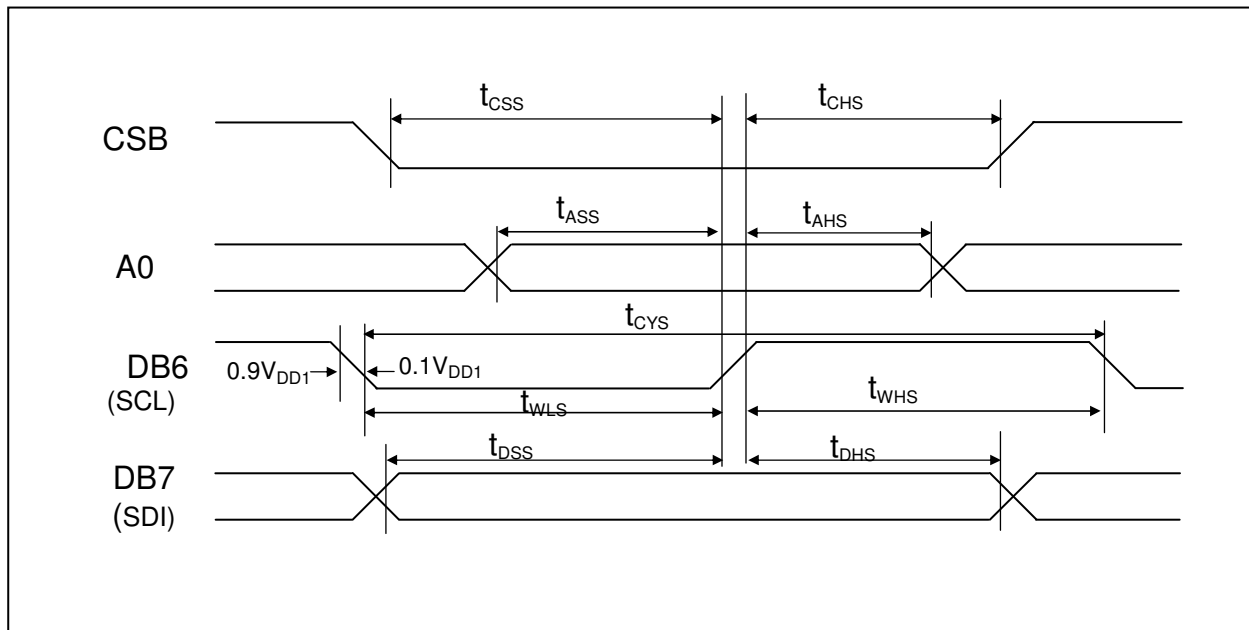 tCSS tCHS
CSB
tASS tAHS
A0
tCYS
DB6
(SCL)
0.9VDD1 0.1VDD1
tWLS tWHS
tDSS tDHS
DB7
(SDI)